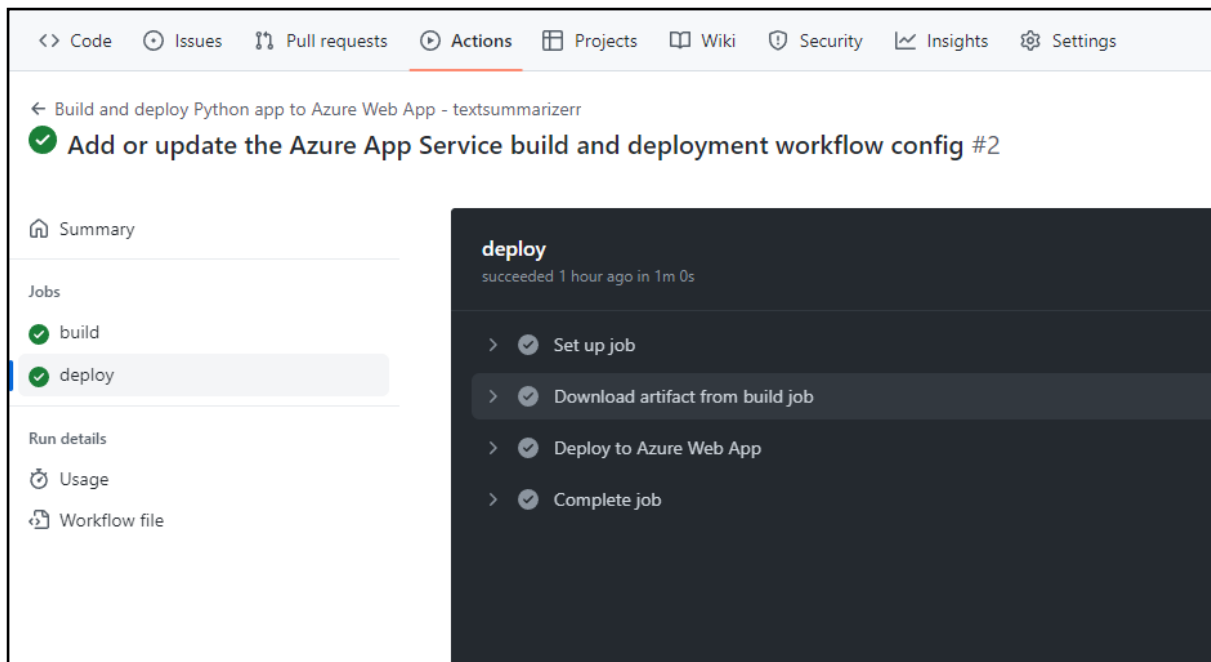 Code Issues Pull requests Actions Projects Wiki Security Insights Settings
Build and deploy Python app to Azure Web App - textsummarizerr
Add or update the Azure App Service build and deployment workflow config #2
Summary
Jobs
build
deploy
Run details
Usage
Workflow file
deploy
succeeded 1 hour ago in 1m 0s
Set up job
Download artifact from build job
Deploy to Azure Web App
Complete job